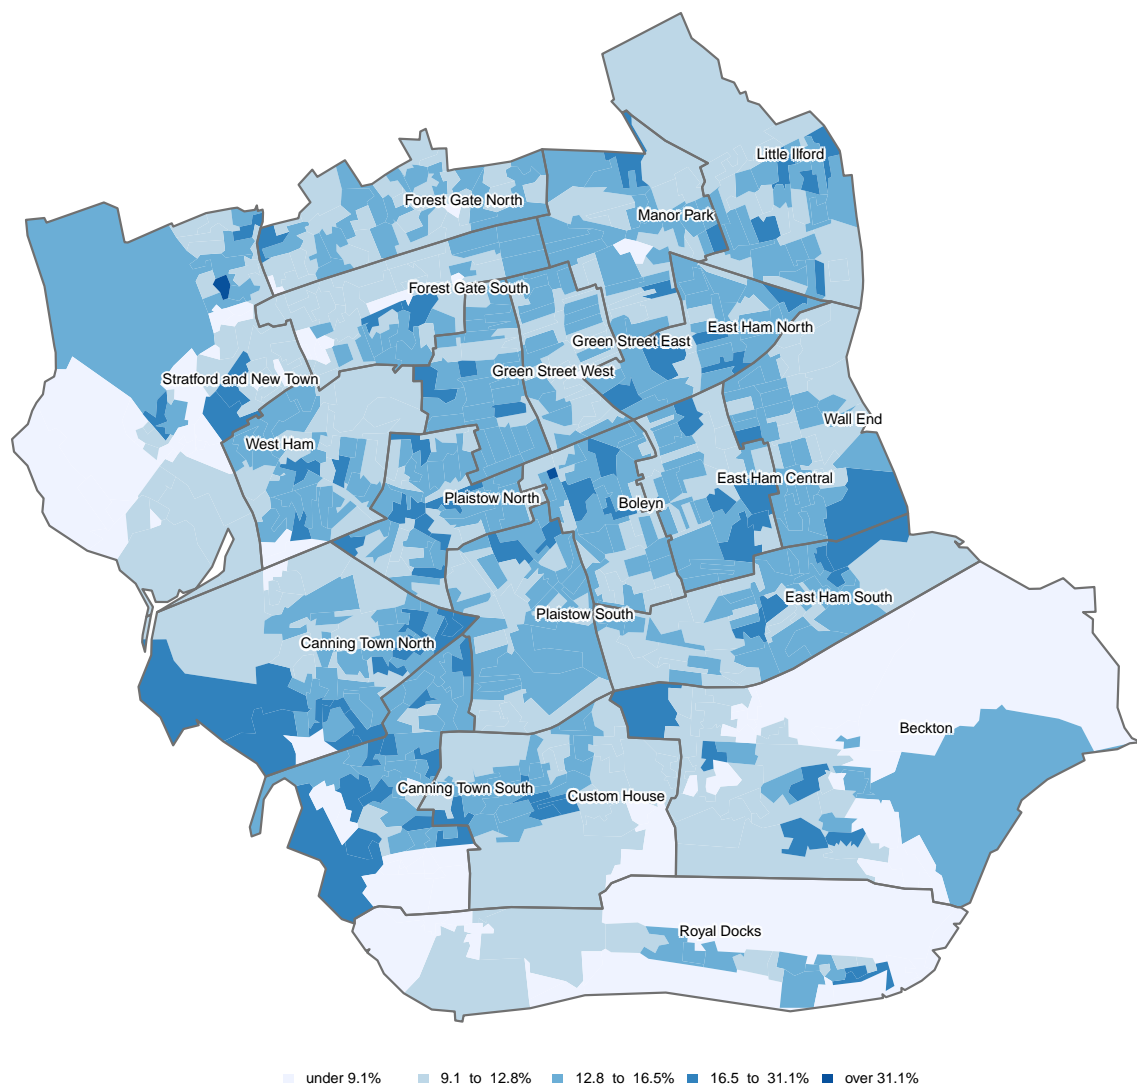 Little Ilford
Forest Gate North
Manor Park
Forest Gate South
East Ham North
Green Street East
Green Street West
Stratford and New Town
Wall End
West Ham
East Ham Central
Plaistow North
Boleyn
East Ham South
Plaistow South
Canning Town North
Beckton
Canning Town South
Custom House
Royal Docks
under 9.1% 9.1 to 12.8% 12.8 to 16.5% 16.5 to 31.1% over 31.1%